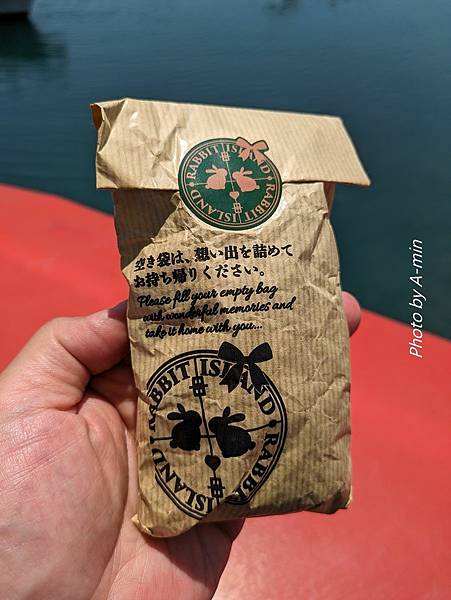 RABBIT ISLAND · RABBIT ISLAND ·
空き袋は、想い出を詰めて
お持ち帰りください。
Please fill your empty bag
with wonderful memories and
take it home with you...
RABBIT ISLAND · RABBIT ISLAND ·
Photo by A-min